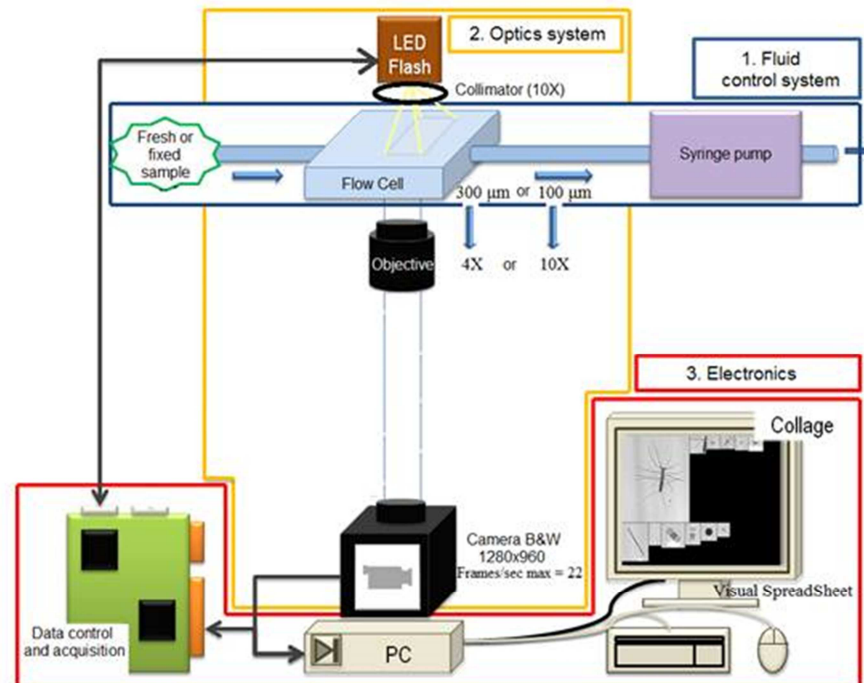 LED
Flash
2. Optics system
1. Fluid
control system
Collimator (10X)
Fresh or
fixed
sample
Flow Cell
Syringe pump
300 µm or 100 µm
Objective
4X or 10X
3. Electronics
Collage
Camera B&W
1280x960
Frames/sec max = 22
Visual SpreadSheet
Data control
and acquisition
PC